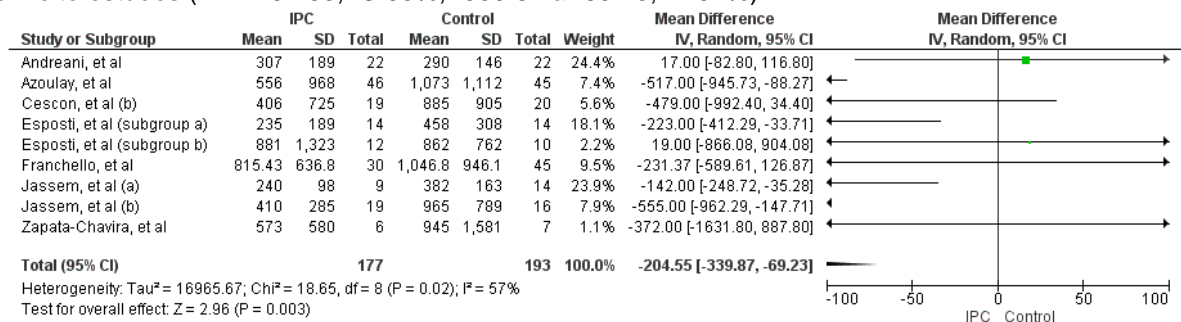 IPC Control Mean Difference Mean Difference
Study or Subgroup Mean SD Total Mean SD Total Weight IV, Random, 95% CI IV, Random, 95% CI
Andreani, et al 307 189 22 290 146 22 24.4% 17.00 [-82.80, 116.80]
Azoulay, et al 556 968 46 1,073 1,112 45 7.4% -517.00 [-945.73, -88.27]
Cescon, et al (b) 406 725 19 885 905 20 5.6% -479.00 [-992.40, 34.40]
Esposti, et al (subgroup a) 235 189 14 458 308 14 18.1% -223.00 [-412.29, -33.71]
Esposti, et al (subgroup b) 881 1,323 12 862 762 10 2.2% 19.00 [-866.08, 904.08]
Franchello, et al 815.43 636.8 30 1,046.8 946.1 45 9.5% -231.37 [-589.61, 126.87]
Jassem, et al (a) 240 98 9 382 163 14 23.9% -142.00 [-248.72, -35.28]
Jassem, et al (b) 410 285 19 965 789 16 7.9% -555.00 [-962.29, -147.71]
Zapata-Chavira, et al 573 580 6 945 1,581 7 1.1% -372.00 [-1631.80, 887.80]
Total (95% CI) 177 193 100.0% -204.55 [-339.87, -69.23]
Heterogeneity: Tau² = 16965.67; Chi² = 18.65, df = 8 (P = 0.02); I² = 57%
Test for overall effect: Z = 2.96 (P = 0.003)
-100 -50 0 50 100
IPC Control